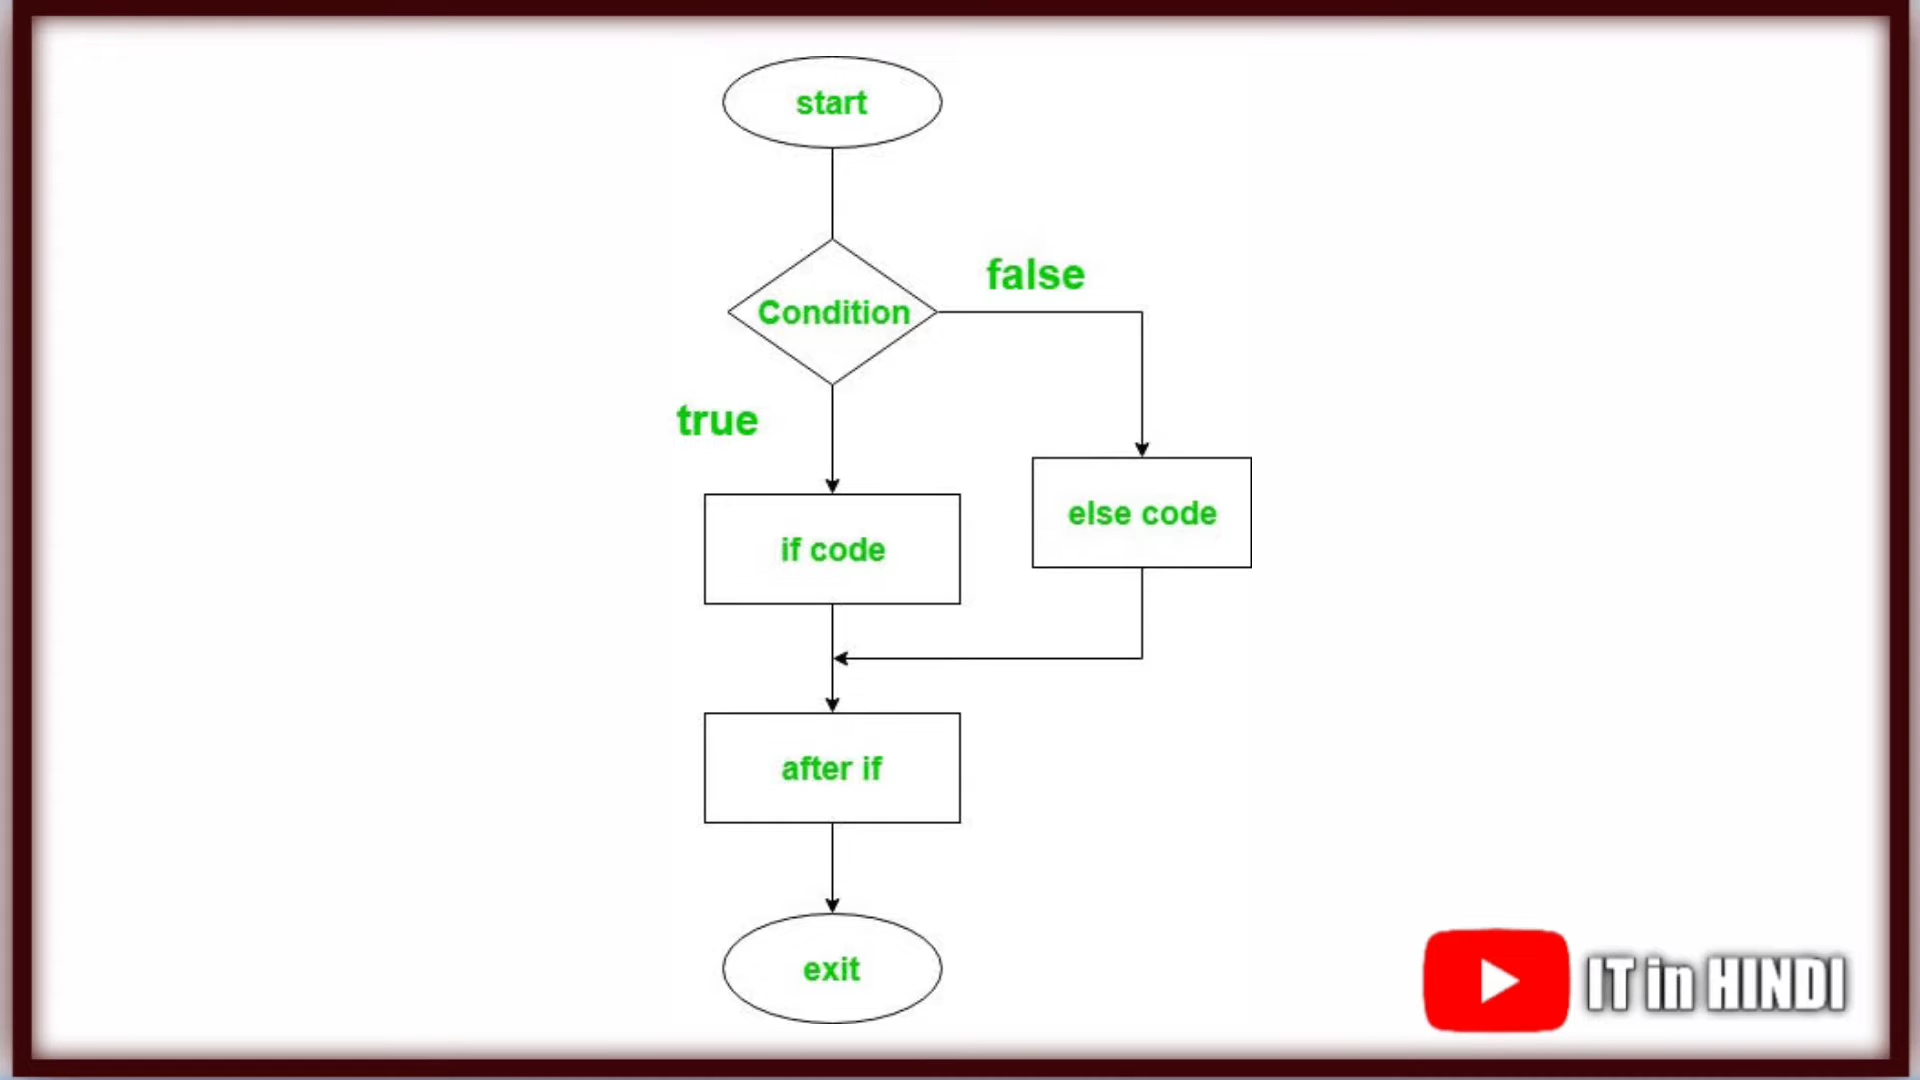 start
Condition
false
true
if code
else code
after if
exit
IT in HINDI